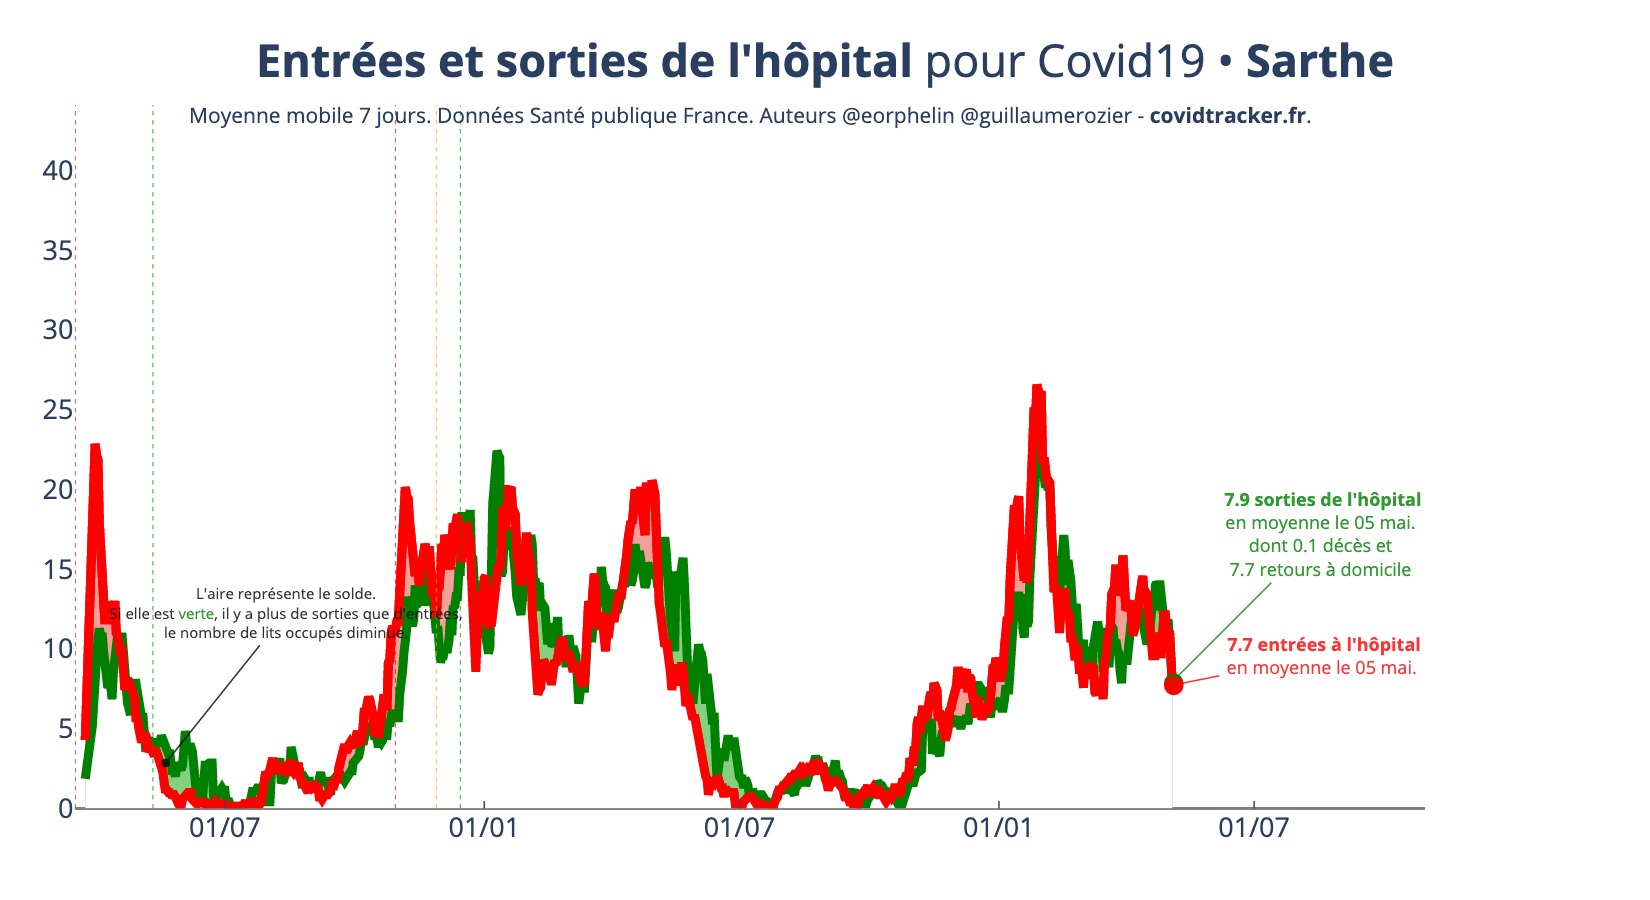 Entrées et sorties de l'hôpital pour Covid19 • Sarthe
Moyenne mobile 7 jours. Données Santé publique France. Auteurs @eorphelin @guillaumerozier - covidtracker.fr.
40
35
30
25
20
15
10
5
0
L'aire représente le solde.
Si elle est verte, il y a plus de sorties que d'entrées,
le nombre de lits occupés diminue.
7.9 sorties de l'hôpital
en moyenne le 05 mai.
dont 0.1 décès et
7.7 retours à domicile
7.7 entrées à l'hôpital
en moyenne le 05 mai.
01/07
01/01
01/07
01/01
01/07